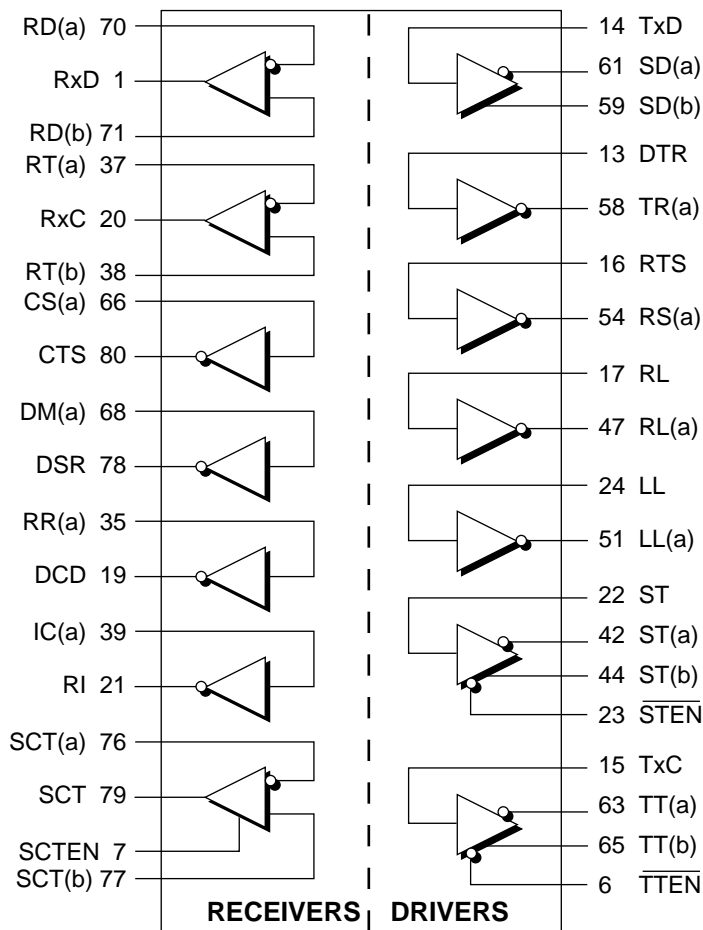 RD(a) 70
RxD 1
RD(b) 71
RT(a) 37
RxC 20
RT(b) 38
CS(a) 66
CTS 80
DM(a) 68
DSR 78
RR(a) 35
DCD 19
IC(a) 39
RI 21
SCT(a) 76
SCT 79
SCTEN 7
SCT(b) 77
RECEIVERS
14 TxD
61 SD(a)
59 SD(b)
13 DTR
58 TR(a)
16 RTS
54 RS(a)
17 RL
47 RL(a)
24 LL
51 LL(a)
22 ST
42 ST(a)
44 ST(b)
23 S̅T̅E̅N̅
15 TxC
63 TT(a)
65 TT(b)
6 T̅T̅E̅N̅
DRIVERS